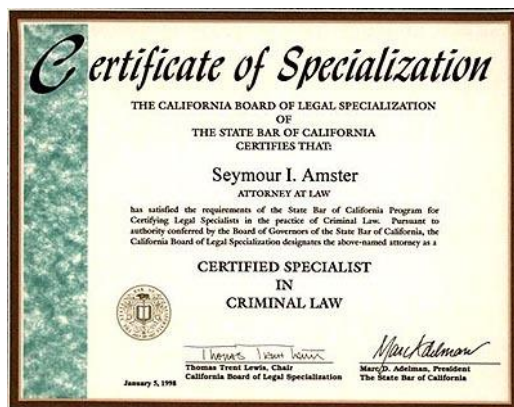 Certificate of Specialization
THE CALIFORNIA BOARD OF LEGAL SPECIALIZATION
OF
THE STATE BAR OF CALIFORNIA
CERTIFIES THAT:
Seymour I. Amster
ATTORNEY AT LAW
has satisfied the requirements of the State Bar of California Program for
Certifying Legal Specialists in the practice of Criminal Law. Pursuant to
authority conferred by the Board of Governors of the State Bar of California, the
California Board of Legal Specialization designates the above-named attorney as a
CERTIFIED SPECIALIST
IN
CRIMINAL LAW
Thomas Trent Lewis
Marc Adelman
Thomas Trent Lewis, Chair
California Board of Legal Specialization
Marc D. Adelman, President
The State Bar of California
January 5, 1998